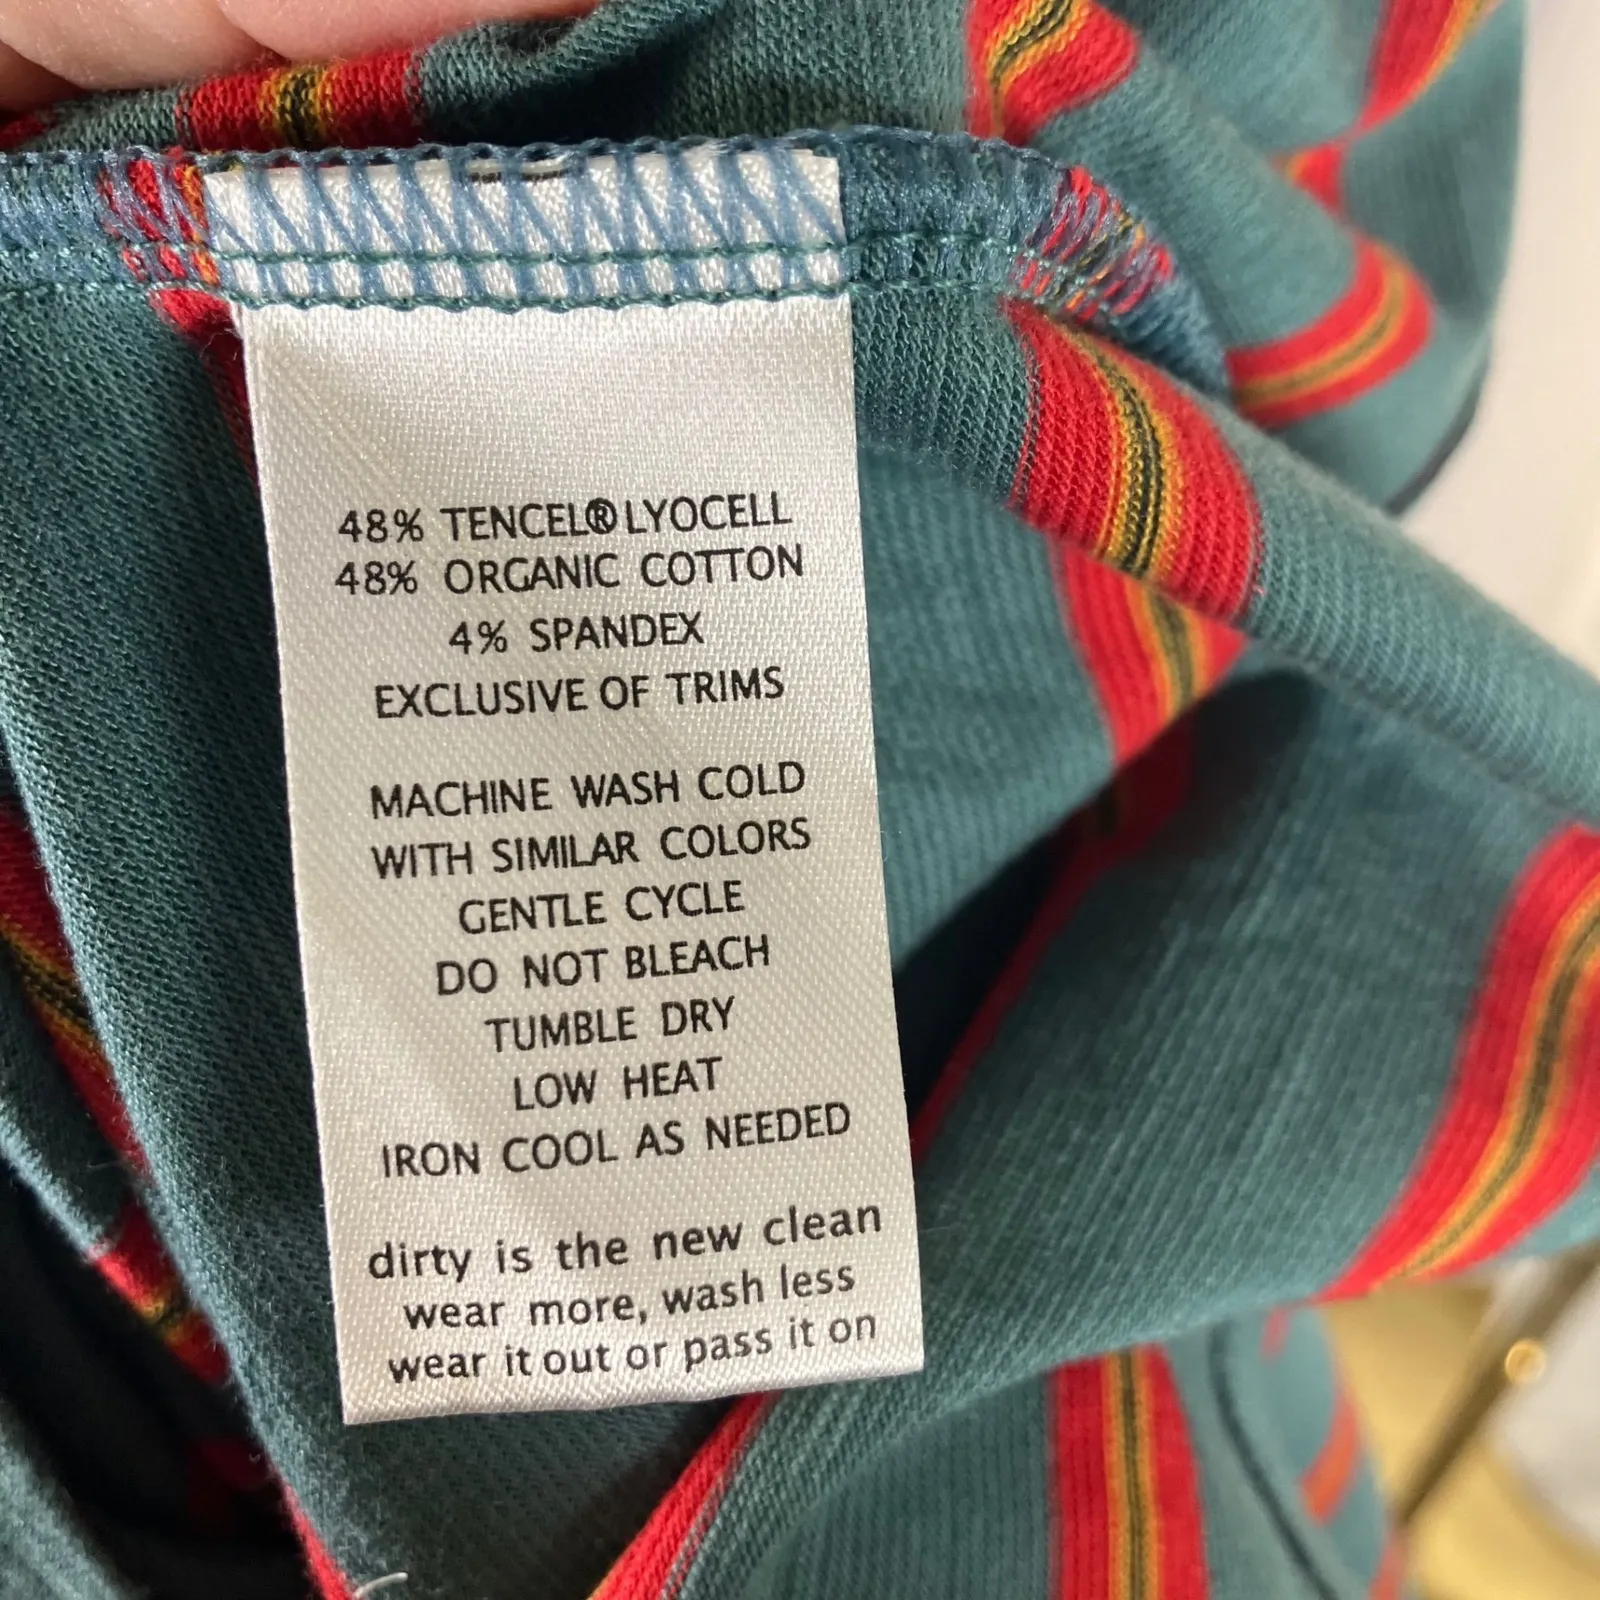 48% TENCEL®LYOCELL
48% ORGANIC COTTON
4% SPANDEX
EXCLUSIVE OF TRIMS
MACHINE WASH COLD
WITH SIMILAR COLORS
GENTLE CYCLE
DO NOT BLEACH
TUMBLE DRY
LOW HEAT
IRON COOL AS NEEDED
dirty is the new clean
wear more, wash less
wear it out or pass it on